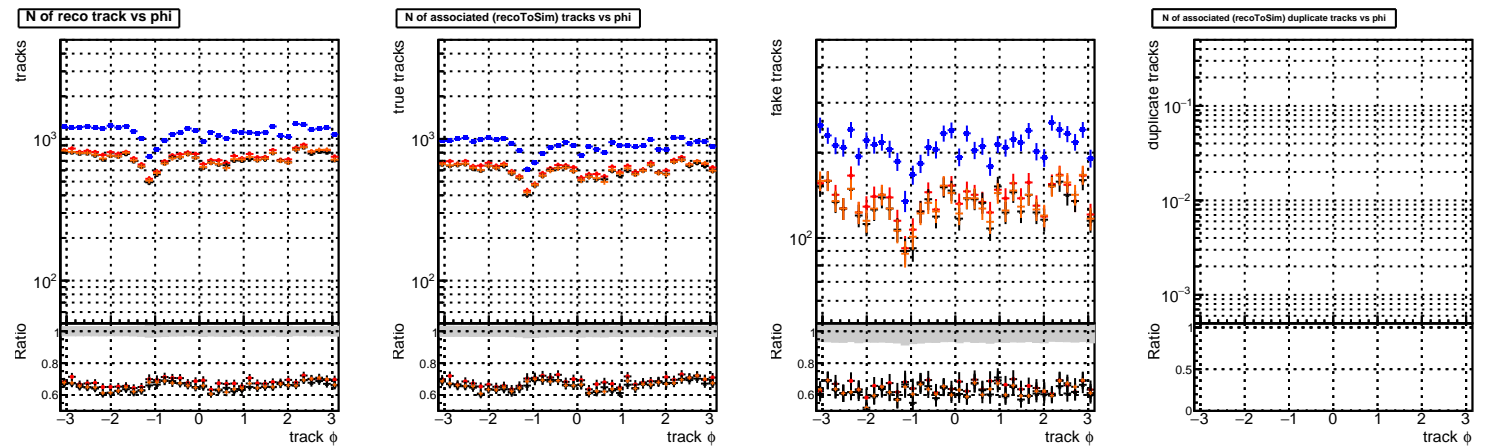 N of reco track vs phi
tracks
10³
10²
Ratio
1
0.8
0.6
−3 −2 −1 0 1 2 3
track ϕ
N of associated (recoToSim) tracks vs phi
true tracks
10³
10²
Ratio
1
0.8
0.6
−3 −2 −1 0 1 2 3
track ϕ
fake tracks
10²
Ratio
1
0.8
0.6
−3 −2 −1 0 1 2 3
track ϕ
N of associated (recoToSim) duplicate tracks vs phi
duplicate tracks
10⁻¹
10⁻²
10⁻³
Ratio
1
0.5
0
−3 −2 −1 0 1 2 3
track ϕ